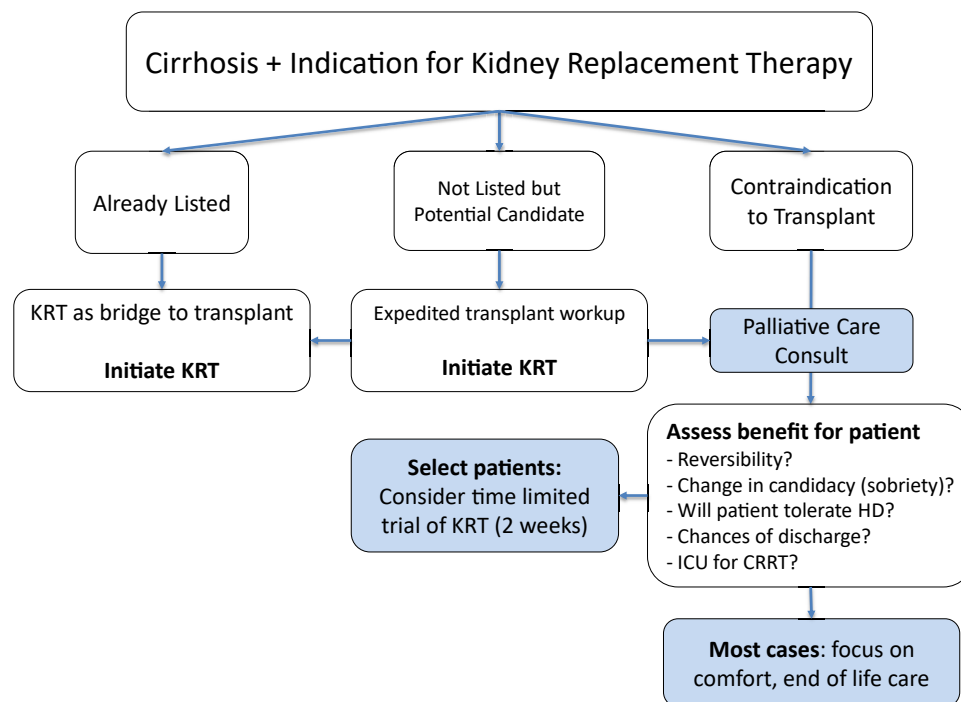 Cirrhosis + Indication for Kidney Replacement Therapy
Already Listed
Not Listed but
Potential Candidate
Contraindication
to Transplant
KRT as bridge to transplant
Initiate KRT
Expedited transplant workup
Initiate KRT
Palliative Care
Consult
Assess benefit for patient
- Reversibility?
- Change in candidacy (sobriety)?
- Will patient tolerate HD?
- Chances of discharge?
- ICU for CRRT?
Select patients:
Consider time limited
trial of KRT (2 weeks)
Most cases: focus on
comfort, end of life care